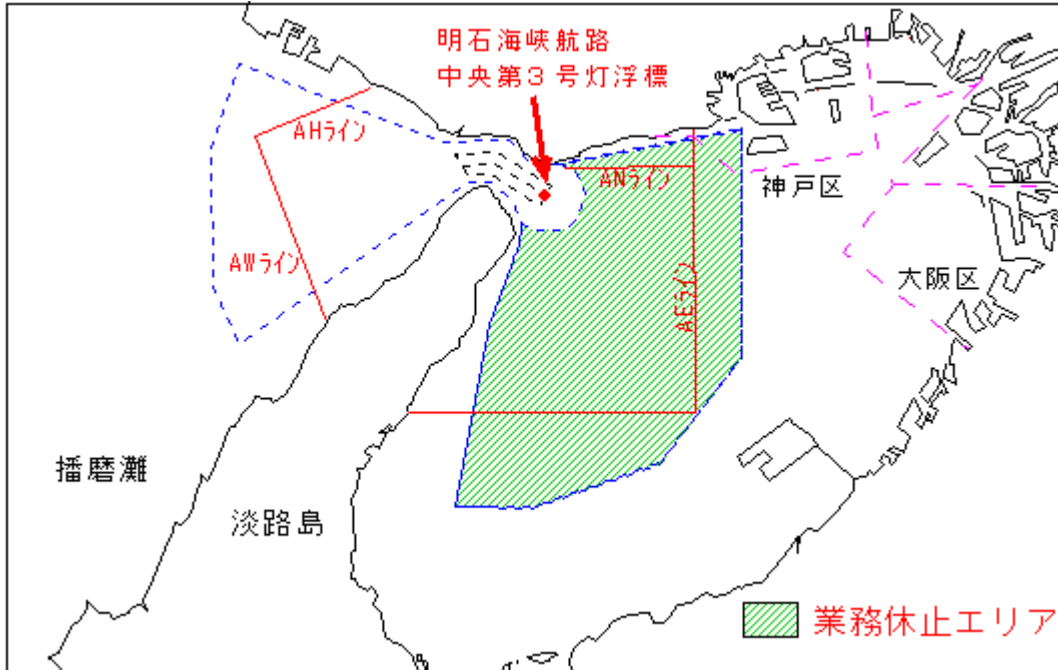 明石海峡航路
中央第３号灯浮標
AHライン
ANライン
神戸区
AWライン
大阪区
AEライン
播磨灘
淡路島
業務休止エリア